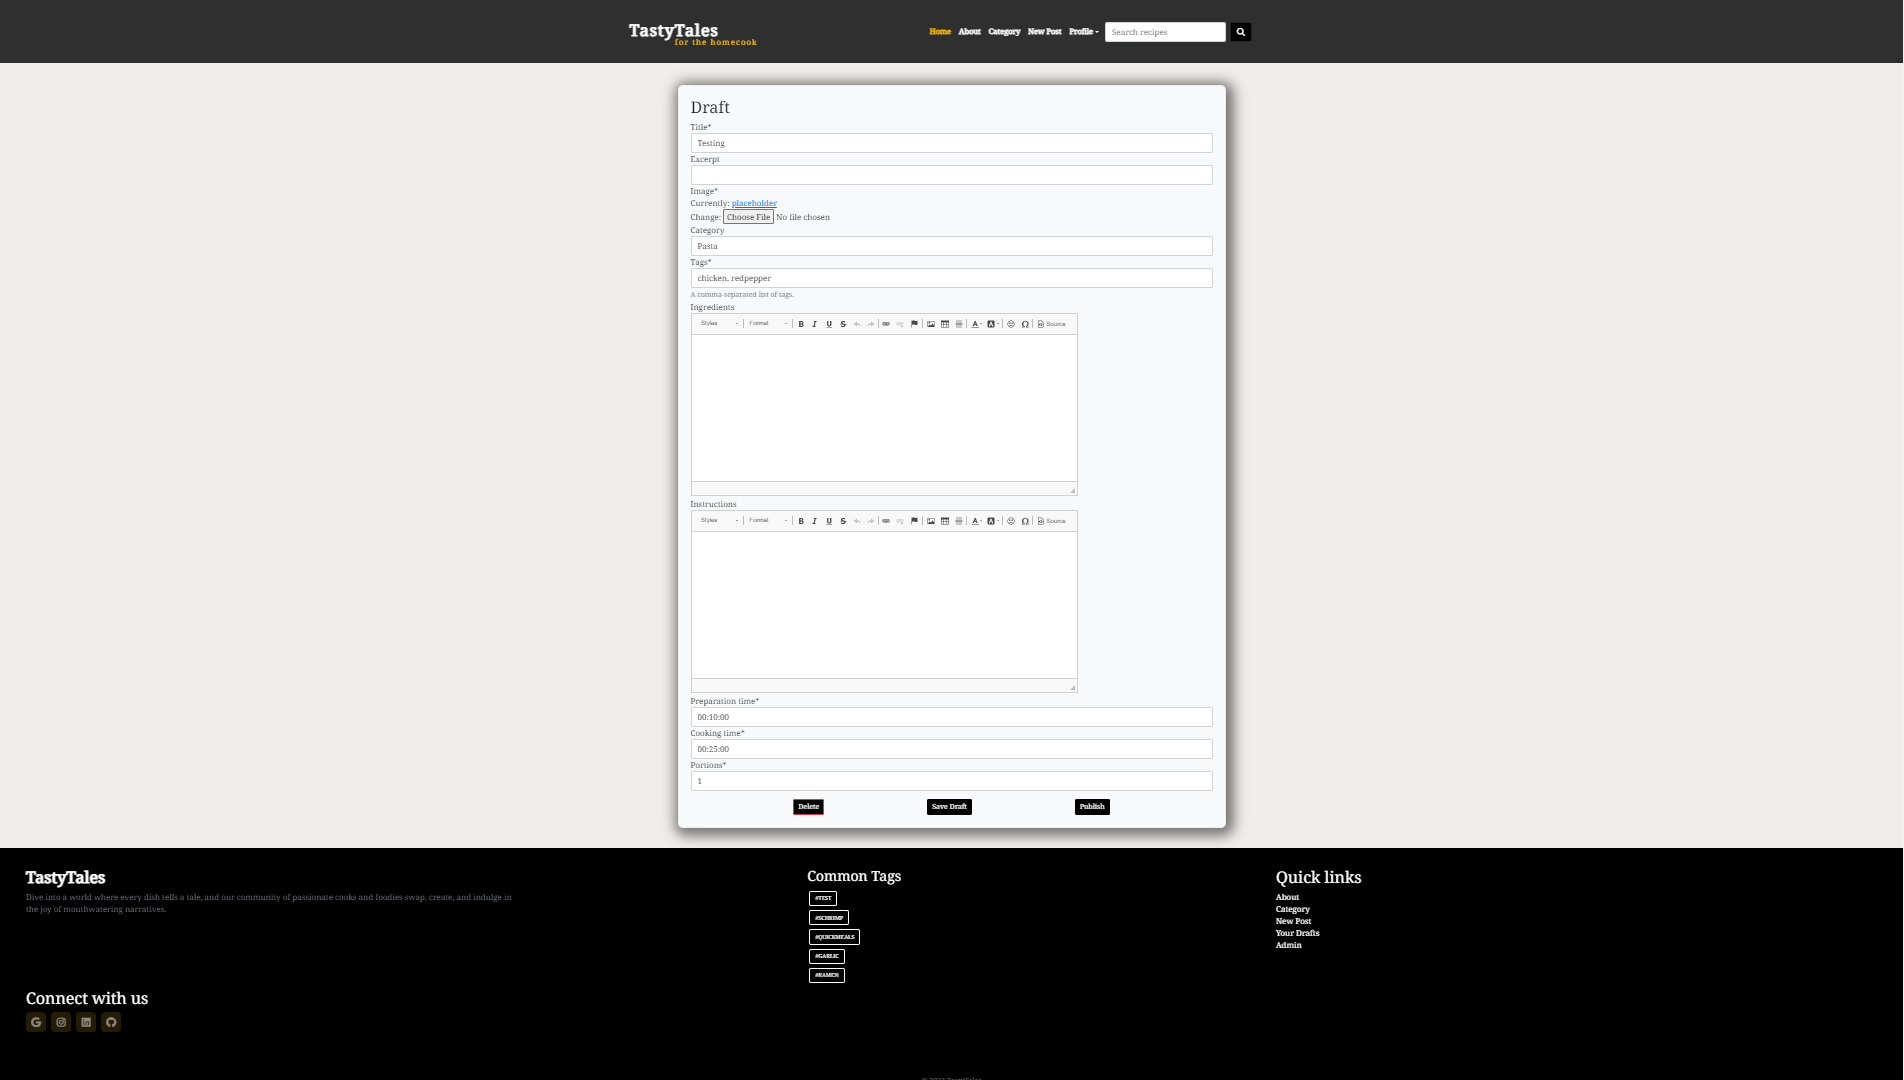 TastyTales
for the homecook
Home About Category New Post Profile
Search recipes
Draft
Title*
Testing
Excerpt
Image*
Currently: placeholder
Change: Choose File No file chosen
Category
Pasta
Tags*
chicken, redpepper
A comma-separated list of tags.
Ingredients
Styles Format B I U S A A Ω Source
Instructions
Styles Format B I U S A A Ω Source
Preparation time*
00:10:00
Cooking time*
00:25:00
Portions*
1
Delete Save Draft Publish
TastyTales
Dive into a world where every dish tells a tale, and our community of passionate cooks and foodies swap, create, and indulge in
the joy of mouthwatering narratives.
Connect with us
Common Tags
#TEST
#SCHRIMP
#QUICKMEALS
#GARLIC
#RAMEN
Quick links
About
Category
New Post
Your Drafts
Admin